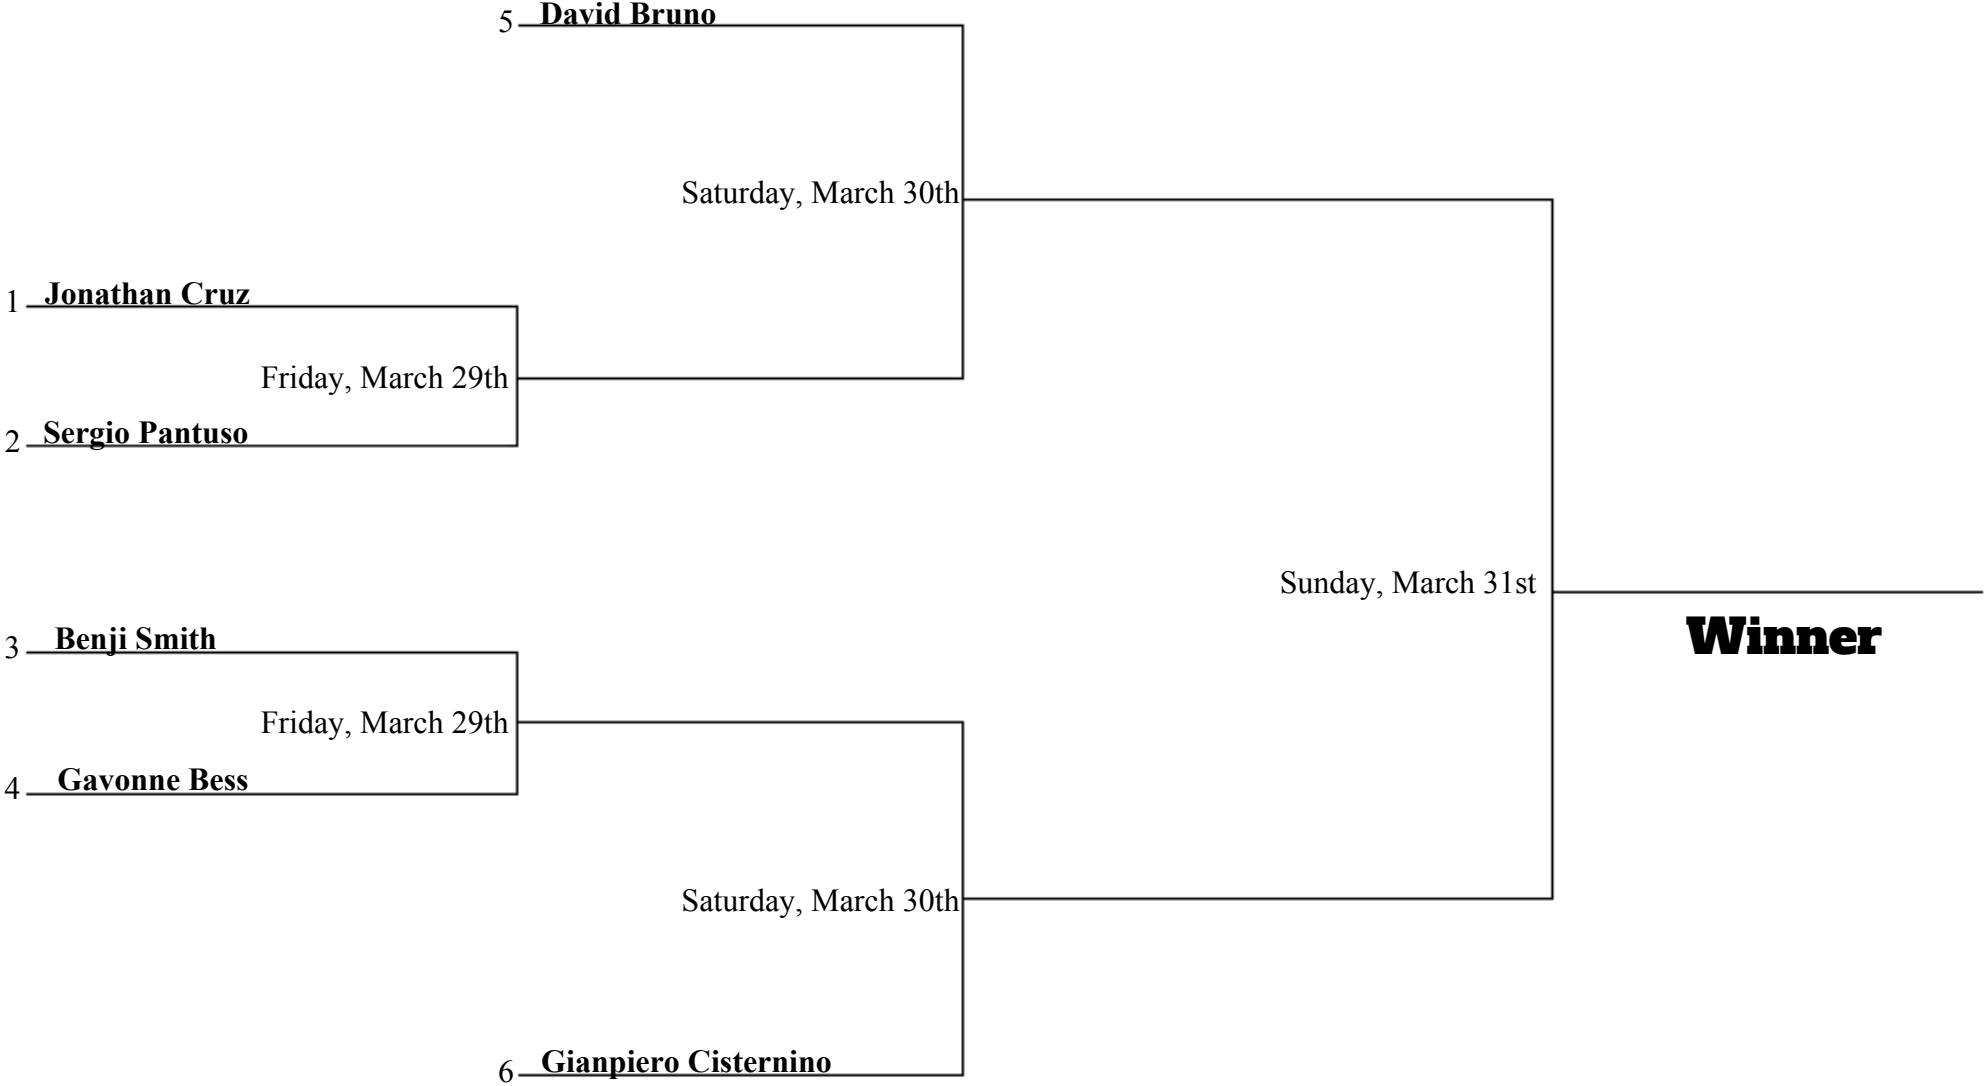 5 David Bruno
Saturday, March 30th
1 Jonathan Cruz
Friday, March 29th
2 Sergio Pantuso
Sunday, March 31st
Winner
3 Benji Smith
Friday, March 29th
4 Gavonne Bess
Saturday, March 30th
6 Gianpiero Cisternino